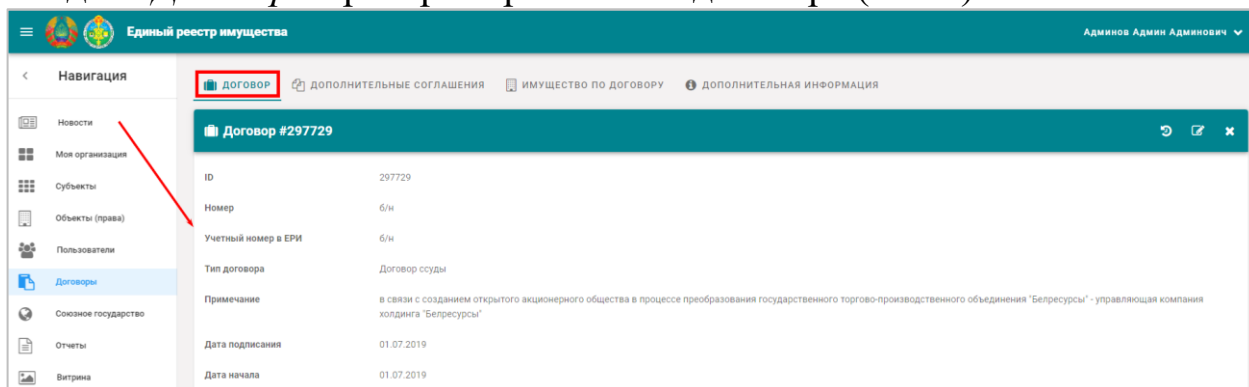 Единый реестр имущества
Админов Админ Админович
Навигация
ДОГОВОР
ДОПОЛНИТЕЛЬНЫЕ СОГЛАШЕНИЯ
ИМУЩЕСТВО ПО ДОГОВОРУ
ДОПОЛНИТЕЛЬНАЯ ИНФОРМАЦИЯ
Новости
Моя организация
Субъекты
Объекты (права)
Пользователи
Договоры
Союзное государство
Отчеты
Витрина
Договор #297729
ID 297729
Номер б/н
Учетный номер в ЕРИ б/н
Тип договора Договор ссуды
Примечание в связи с созданием открытого акционерного общества в процессе преобразования государственного торгово-производственного объединения "Белресурсы" - управляющая компания
холдинга "Белресурсы"
Дата подписания 01.07.2019
Дата начала 01.07.2019